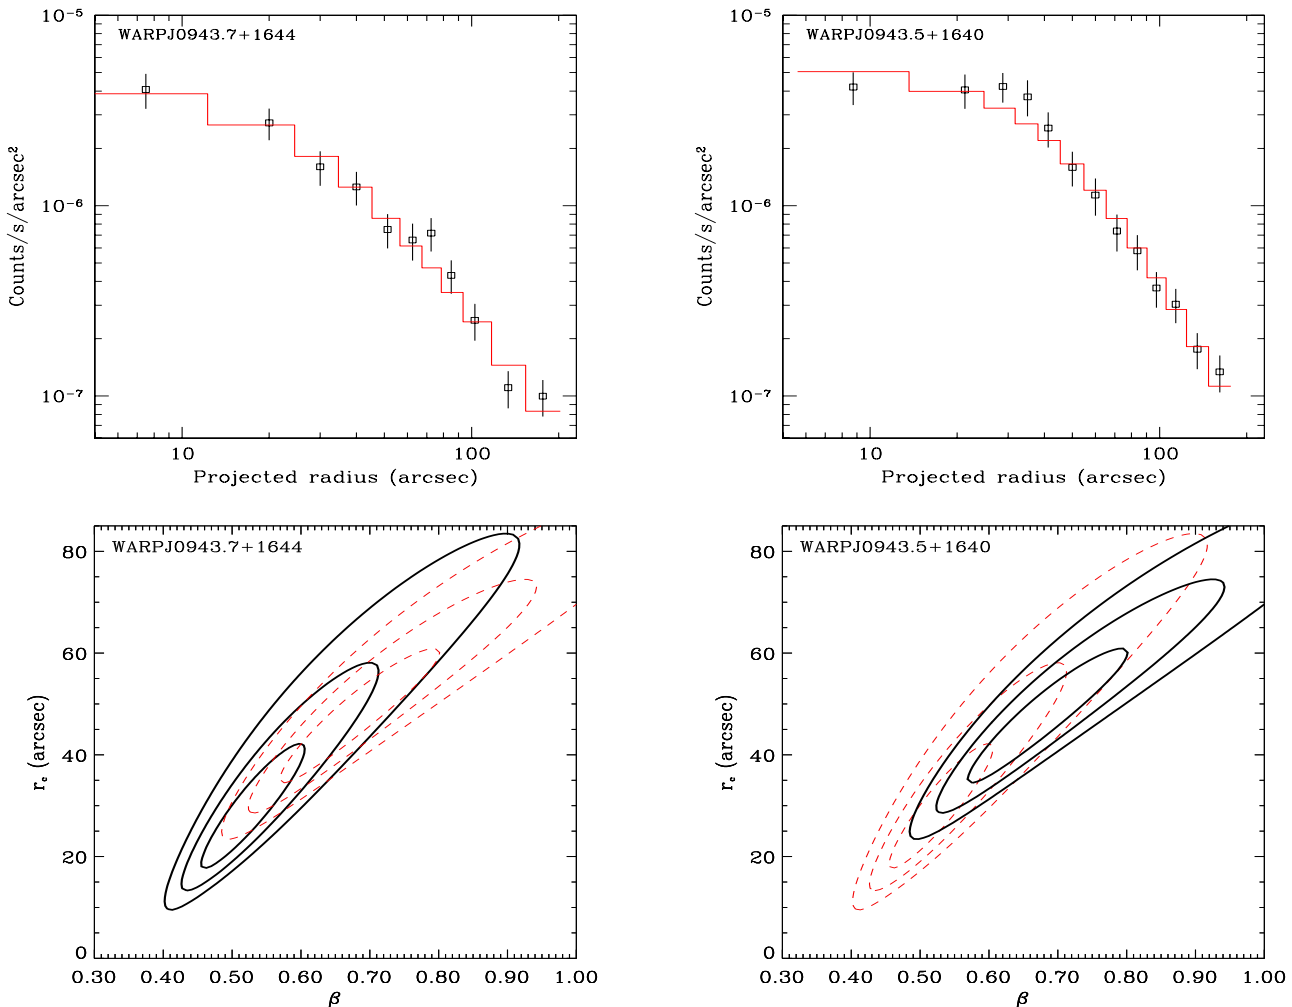 WARPJ0943.7+1644
10⁻⁵
10⁻⁶
10⁻⁷
Counts/s/arcsec²
10 100
Projected radius (arcsec)
WARPJ0943.5+1640
10⁻⁵
10⁻⁶
10⁻⁷
Counts/s/arcsec²
10 100
Projected radius (arcsec)
WARPJ0943.7+1644
80
60
40
20
0
r_c (arcsec)
0.30 0.40 0.50 0.60 0.70 0.80 0.90 1.00
β
WARPJ0943.5+1640
80
60
40
20
0
r_c (arcsec)
0.30 0.40 0.50 0.60 0.70 0.80 0.90 1.00
β